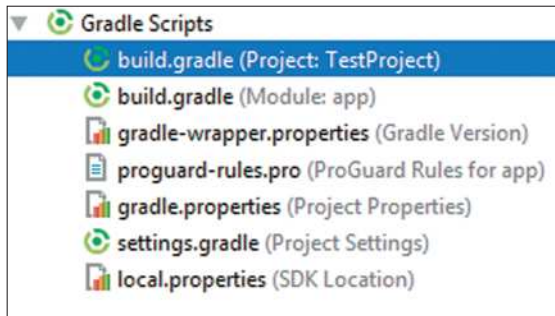 Gradle Scripts
build.gradle (Project: TestProject)
build.gradle (Module: app)
gradle-wrapper.properties (Gradle Version)
proguard-rules.pro (ProGuard Rules for app)
gradle.properties (Project Properties)
settings.gradle (Project Settings)
local.properties (SDK Location)